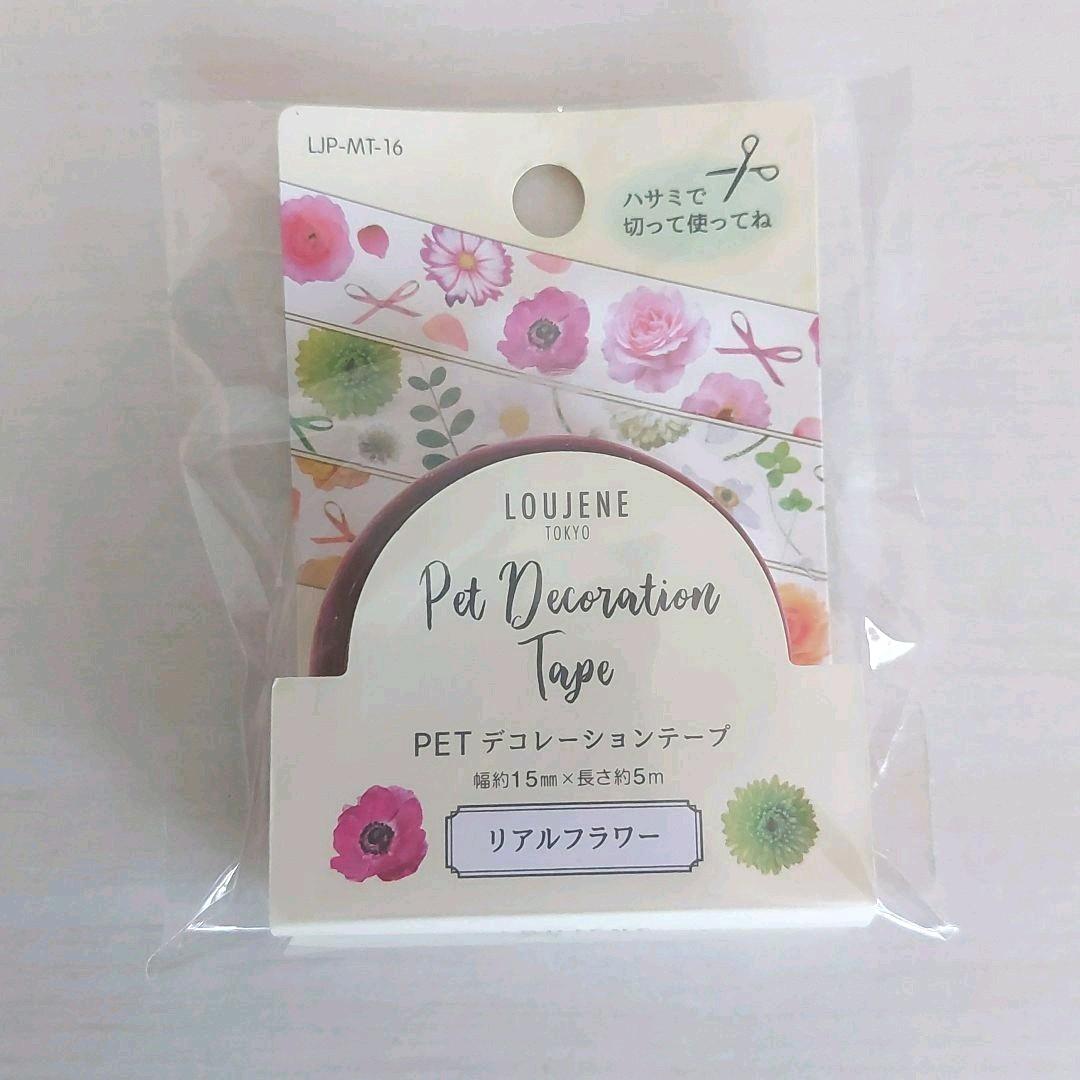 LJP-MT-16
ハサミで
切って使ってね
LOUJENE
TOKYO
Pet Decoration
Tape
PET デコレーションテープ
幅約15㎜×長さ約5m
リアルフラワー